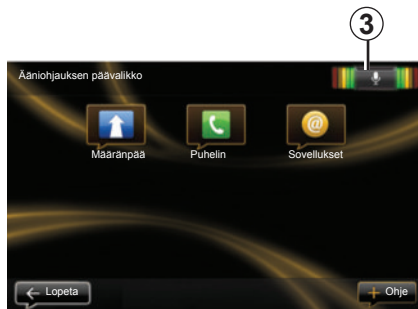 3
Ääniohjauksen päävalikko
Määränpää Puhelin Sovellukset
Lopeta + Ohje